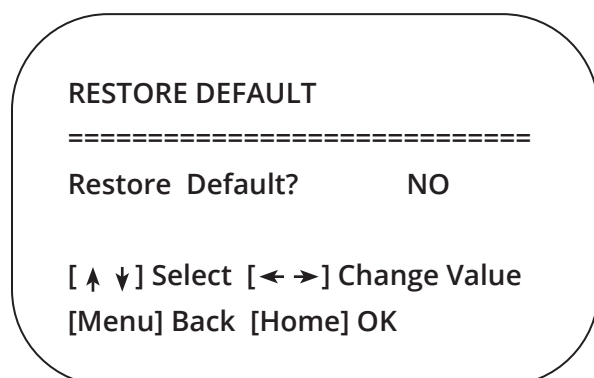 RESTORE DEFAULT
=============================
Restore Default? NO
[ ↑ ↓ ] Select [ ← → ] Change Value
[Menu] Back [Home] OK